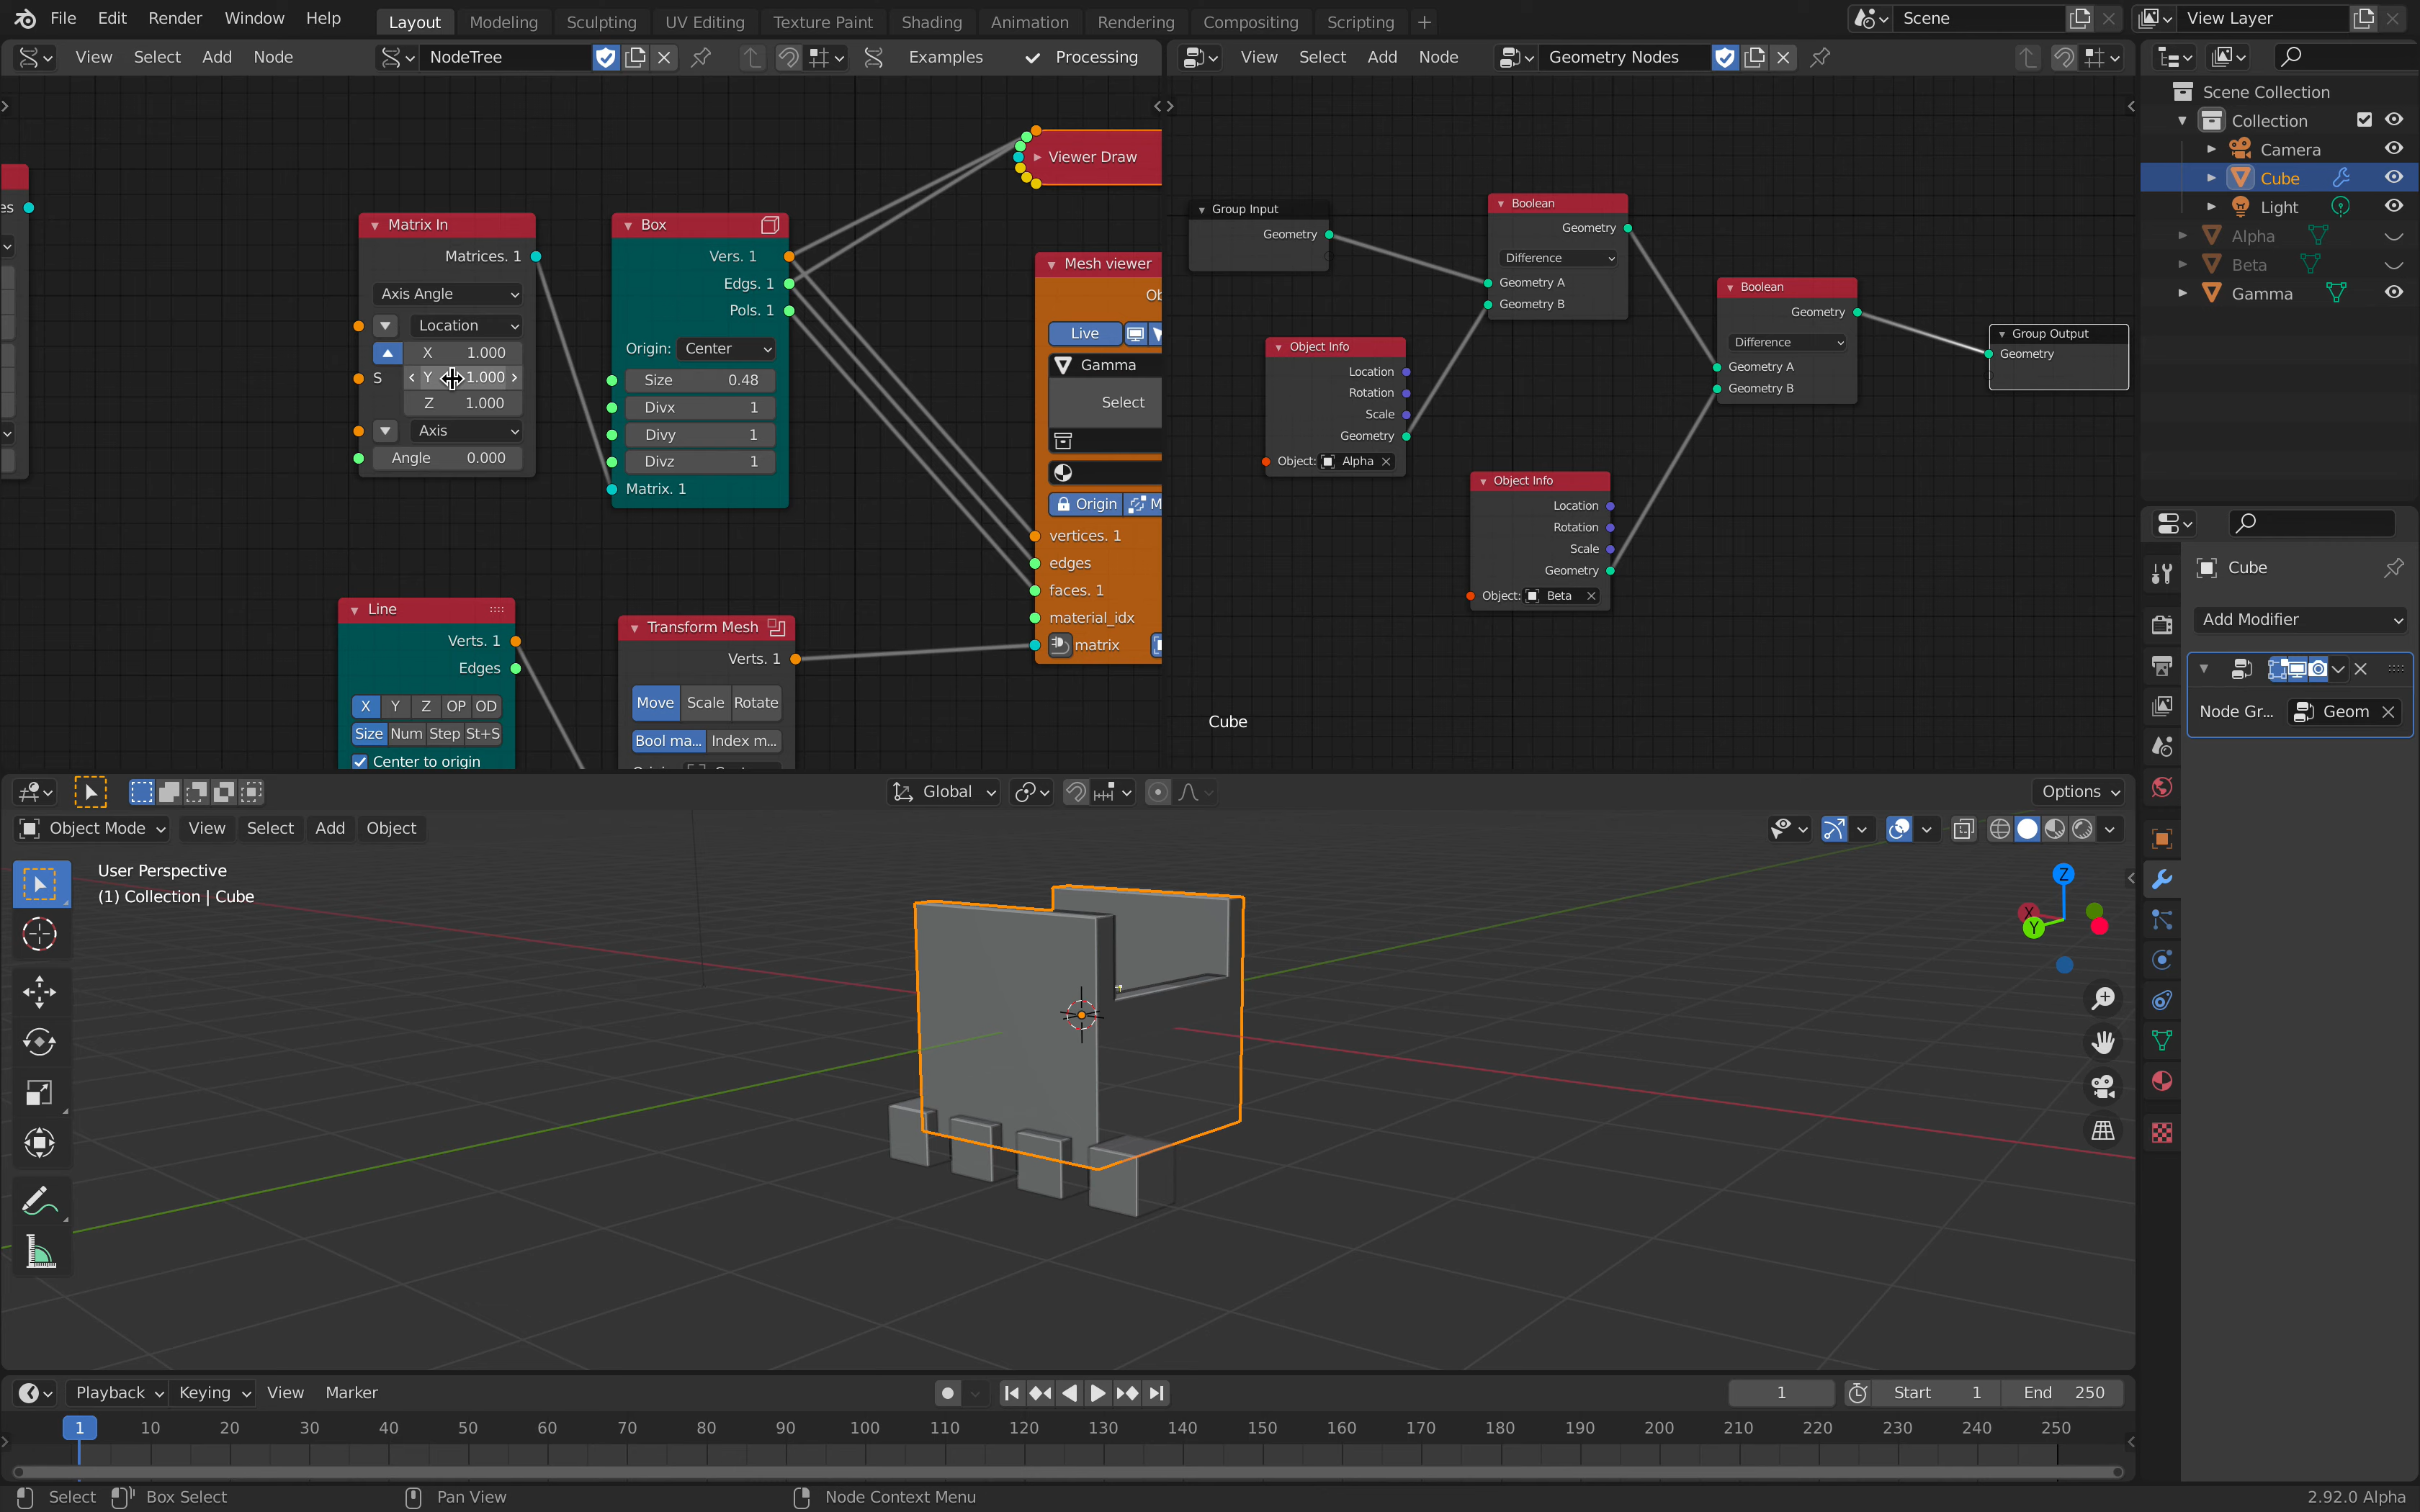 File Edit Render Window Help Layout Modeling Sculpting UV Editing Texture Paint Shading Animation Rendering Compositing Scripting + Scene View Layer
View Select Add Node NodeTree Examples Processing
View Select Add Node Geometry Nodes
Scene Collection
Collection
Camera
Cube
Light
Alpha
Beta
Gamma
es
Matrix In
Matrices. 1
Axis Angle
Location
X 1.000
S Y 1.000
Z 1.000
Axis
Angle 0.000
Box
Vers. 1
Edgs. 1
Pols. 1
Origin: Center
Size 0.48
Divx 1
Divy 1
Divz 1
Matrix. 1
Viewer Draw
Mesh viewer
Live
Gamma
Select
Origin M
vertices. 1
edges
faces. 1
material_idx
matrix
Line
Verts. 1
Edges
X Y Z OP OD
Size Num Step St+S
Center to origin
Transform Mesh
Verts. 1
Move Scale Rotate
Bool ma... Index m...
Group Input
Geometry
Boolean
Geometry
Difference
Geometry A
Geometry B
Object Info
Location
Rotation
Scale
Geometry
Object: Alpha
Object Info
Location
Rotation
Scale
Geometry
Object: Beta
Boolean
Geometry
Difference
Geometry A
Geometry B
Group Output
Geometry
Cube
Cube
Add Modifier
Node Gr... Geom
Global
Options
Object Mode View Select Add Object
User Perspective
(1) Collection | Cube
Z
X
Y
Playback Keying View Marker 1 Start 1 End 250
1 10 20 30 40 50 60 70 80 90 100 110 120 130 140 150 160 170 180 190 200 210 220 230 240 250
Select Box Select Pan View Node Context Menu 2.92.0 Alpha